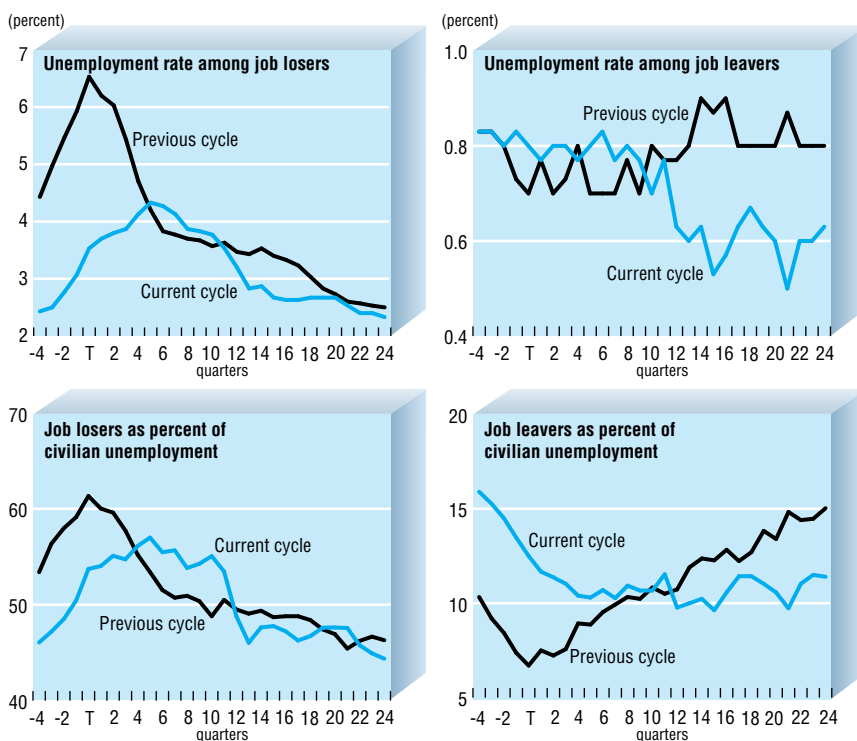 (percent)
Unemployment rate among job losers
7
6
5
4
3
2
Previous cycle
Current cycle
-4 -2 T 2 4 6 8 10 12 14 16 18 20 22 24
quarters
(percent)
Unemployment rate among job leavers
1.0
0.8
0.6
0.4
Previous cycle
Current cycle
-4 -2 T 2 4 6 8 10 12 14 16 18 20 22 24
quarters
Job losers as percent of
civilian unemployment
70
60
50
40
Current cycle
Previous cycle
-4 -2 T 2 4 6 8 10 12 14 16 18 20 22 24
quarters
Job leavers as percent of
civilian unemployment
20
15
10
5
Current cycle
Previous cycle
-4 -2 T 2 4 6 8 10 12 14 16 18 20 22 24
quarters